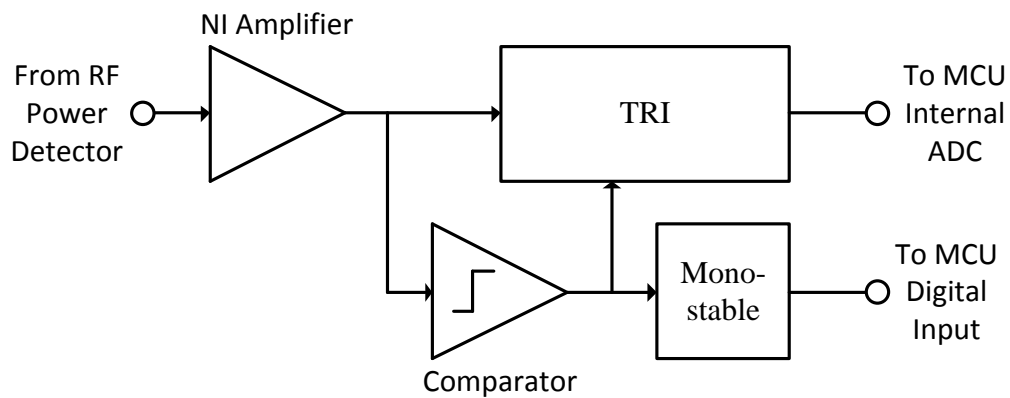 NI Amplifier
From RF
Power
Detector
TRI
To MCU
Internal
ADC
Comparator
Mono-
stable
To MCU
Digital
Input